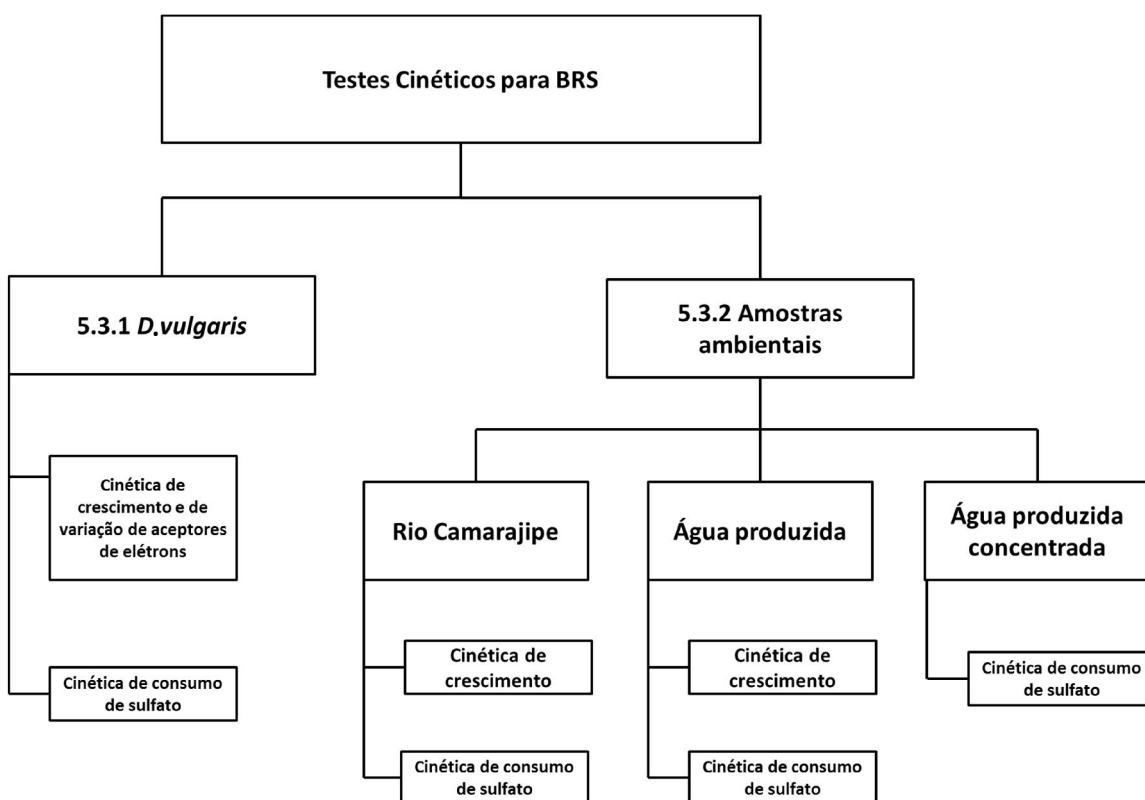 Testes Cinéticos para BRS
5.3.1 D.vulgaris
Cinética de
crescimento e de
variação de aceptores
de elétrons
Cinética de consumo
de sulfato
5.3.2 Amostras
ambientais
Rio Camarajipe
Cinética de
crescimento
Cinética de consumo
de sulfato
Água produzida
Cinética de
crescimento
Cinética de consumo
de sulfato
Água produzida
concentrada
Cinética de consumo
de sulfato